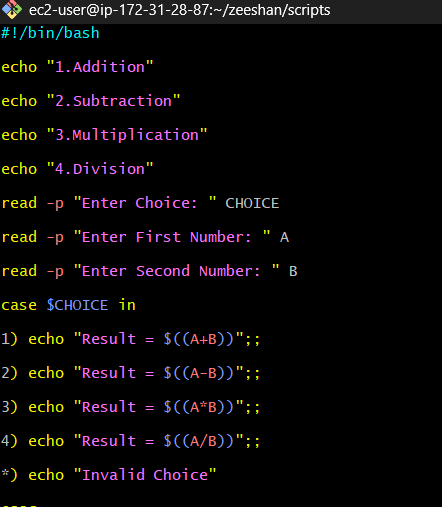 ec2-user@ip-172-31-28-87:~/zeeshan/scripts
#!/bin/bash
echo "1.Addition"
echo "2.Subtraction"
echo "3.Multiplication"
echo "4.Division"
read -p "Enter Choice: " CHOICE
read -p "Enter First Number: " A
read -p "Enter Second Number: " B
case $CHOICE in
1) echo "Result = $((A+B))";;
2) echo "Result = $((A-B))";;
3) echo "Result = $((A*B))";;
4) echo "Result = $((A/B))";;
*) echo "Invalid Choice"